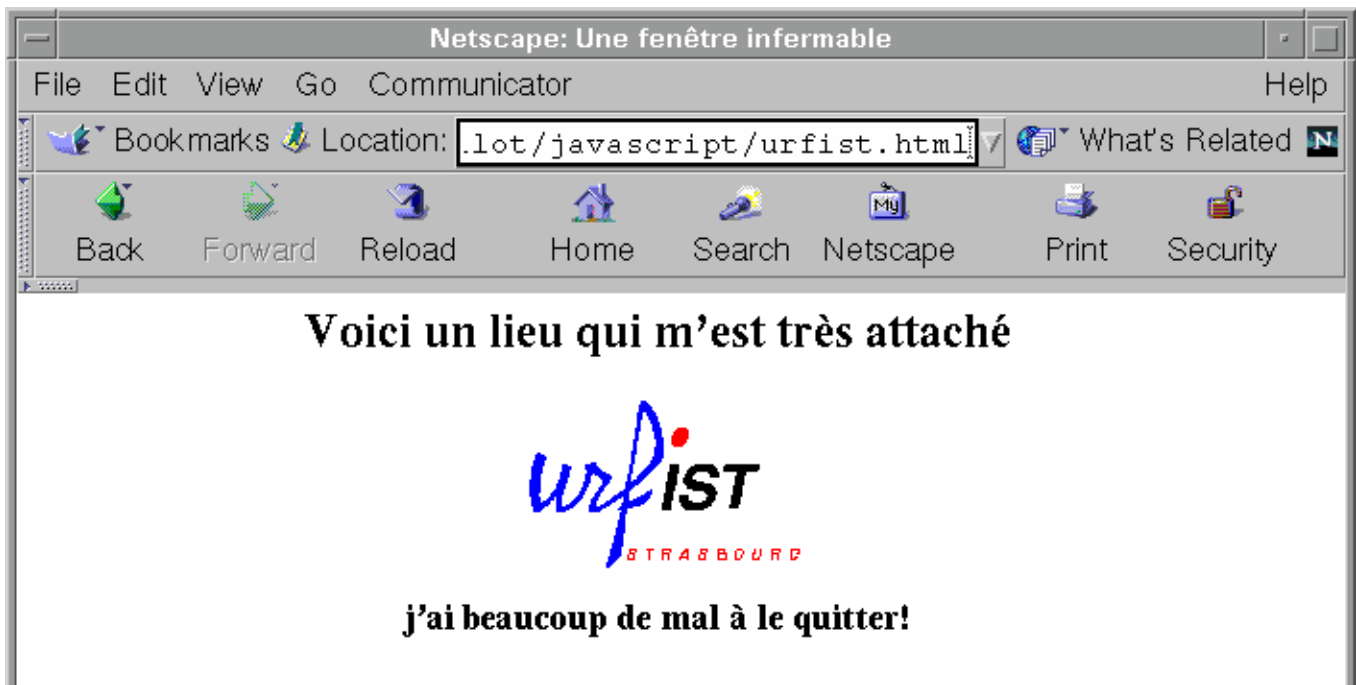 Netscape: Une fenêtre infermable
File Edit View Go Communicator Help
Bookmarks Location: .lot/javascript/urfist.html What's Related N
Back Forward Reload Home Search My Netscape Print Security
Voici un lieu qui m'est très attaché
urfist
STRASBOURG
j'ai beaucoup de mal à le quitter!